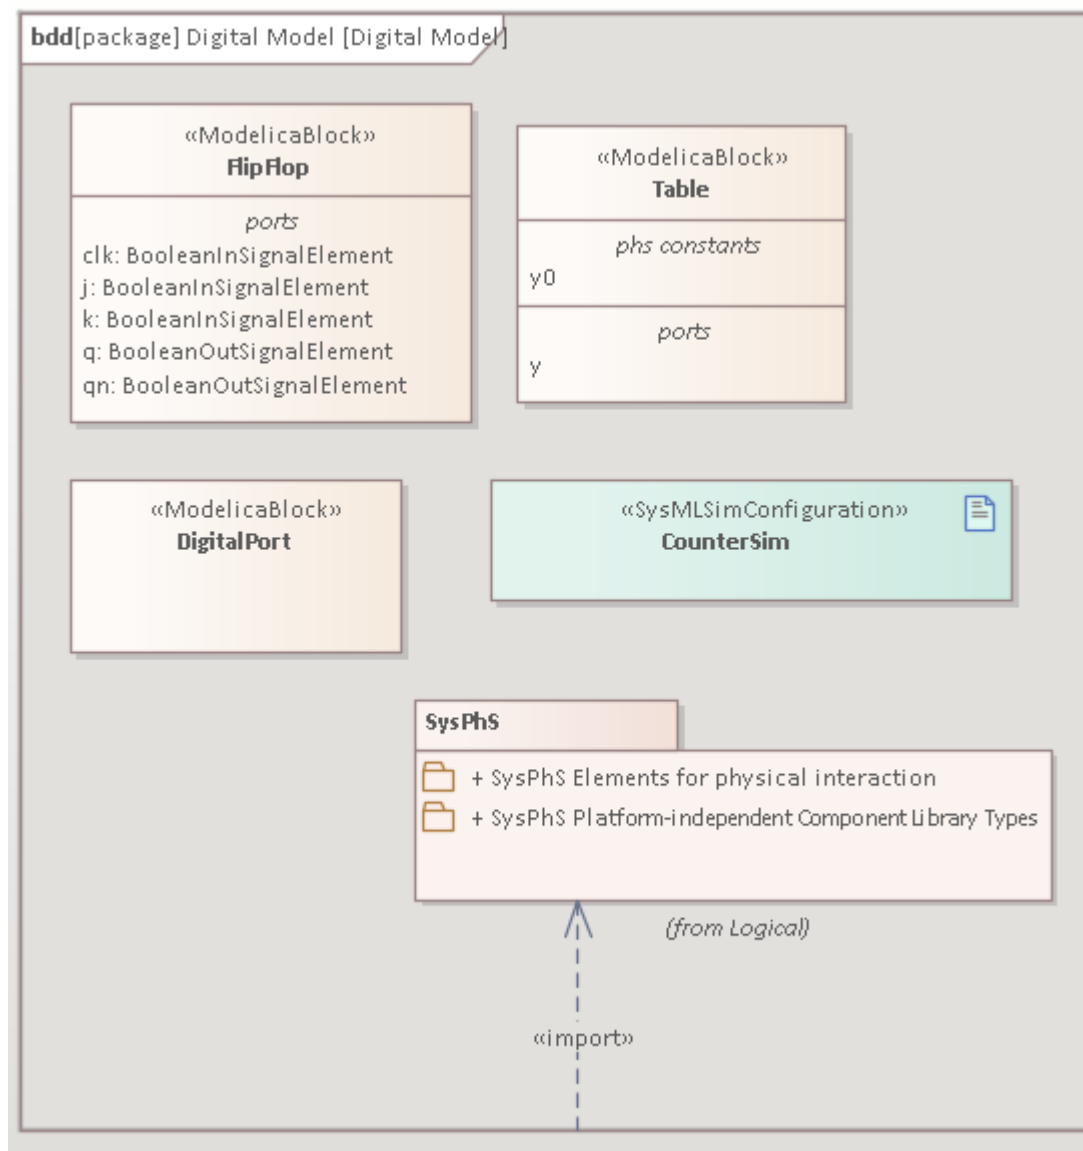 bdd[package] Digital Model [Digital Model]
«ModelicaBlock»
FlipFlop
ports
clk: BooleanInSignalElement
j: BooleanInSignalElement
k: BooleanInSignalElement
q: BooleanOutSignalElement
qn: BooleanOutSignalElement
«ModelicaBlock»
Table
phs constants
y0
ports
y
«ModelicaBlock»
DigitalPort
«SysMLSimConfiguration»
CounterSim
SysPhS
+ SysPhS Elements for physical interaction
+ SysPhS Platform-independent Component Library Types
(from Logical)
«import»